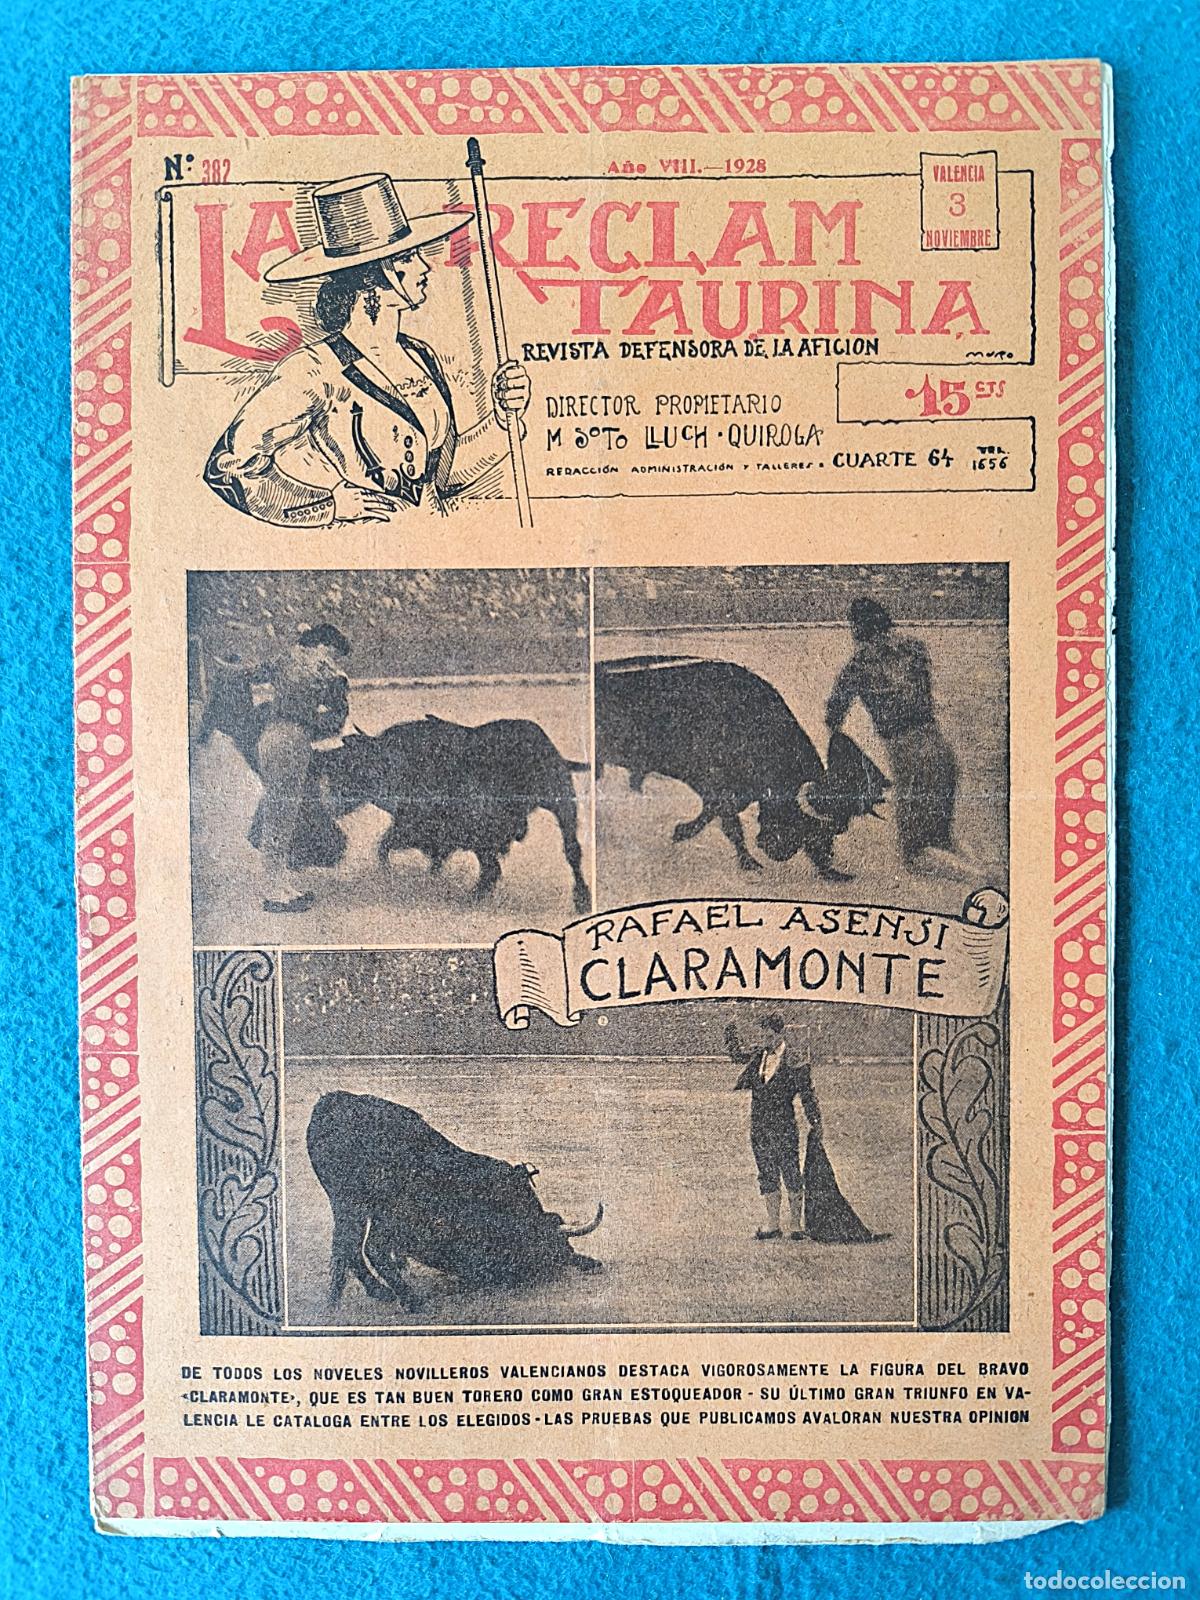 Nº 382
Año VIII.—1928
VALENCIA
3
NOVIEMBRE
LA RECLAM
TAURINA
REVISTA DEFENSORA DE LA AFICION
MURO
15 CTS
DIRECTOR PROPIETARIO
M SOTO LLUCH·QUIROGA
REDACCIÓN ADMINISTRACIÓN Y TALLERES: CUARTE 64 TEL. 1656
RAFAEL ASENSI
CLARAMONTE
DE TODOS LOS NOVELES NOVILLEROS VALENCIANOS DESTACA VIGOROSAMENTE LA FIGURA DEL BRAVO
«CLARAMONTE», QUE ES TAN BUEN TORERO COMO GRAN ESTOQUEADOR - SU ÚLTIMO GRAN TRIUNFO EN VA-
LENCIA LE CATALOGA ENTRE LOS ELEGIDOS - LAS PRUEBAS QUE PUBLICAMOS AVALORAN NUESTRA OPINION
todocoleccion